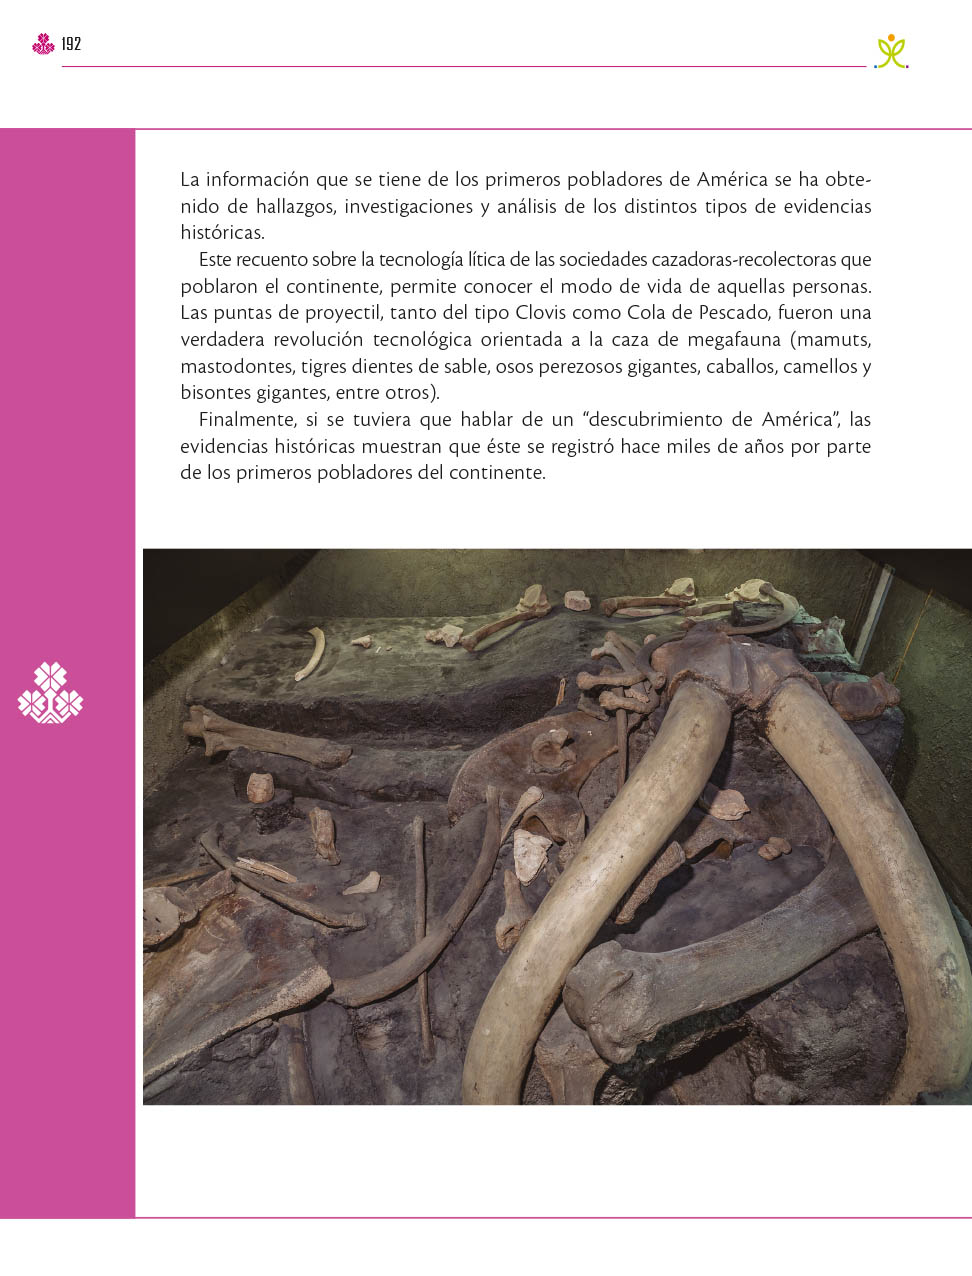 192
La información que se tiene de los primeros pobladores de América se ha obte-
nido de hallazgos, investigaciones y análisis de los distintos tipos de evidencias
históricas.
Este recuento sobre la tecnología lítica de las sociedades cazadoras-recolectoras que
poblaron el continente, permite conocer el modo de vida de aquellas personas.
Las puntas de proyectil, tanto del tipo Clovis como Cola de Pescado, fueron una
verdadera revolución tecnológica orientada a la caza de megafauna (mamuts,
mastodontes, tigres dientes de sable, osos perezosos gigantes, caballos, camellos y
bisontes gigantes, entre otros).
Finalmente, si se tuviera que hablar de un “descubrimiento de América”, las
evidencias históricas muestran que éste se registró hace miles de años por parte
de los primeros pobladores del continente.